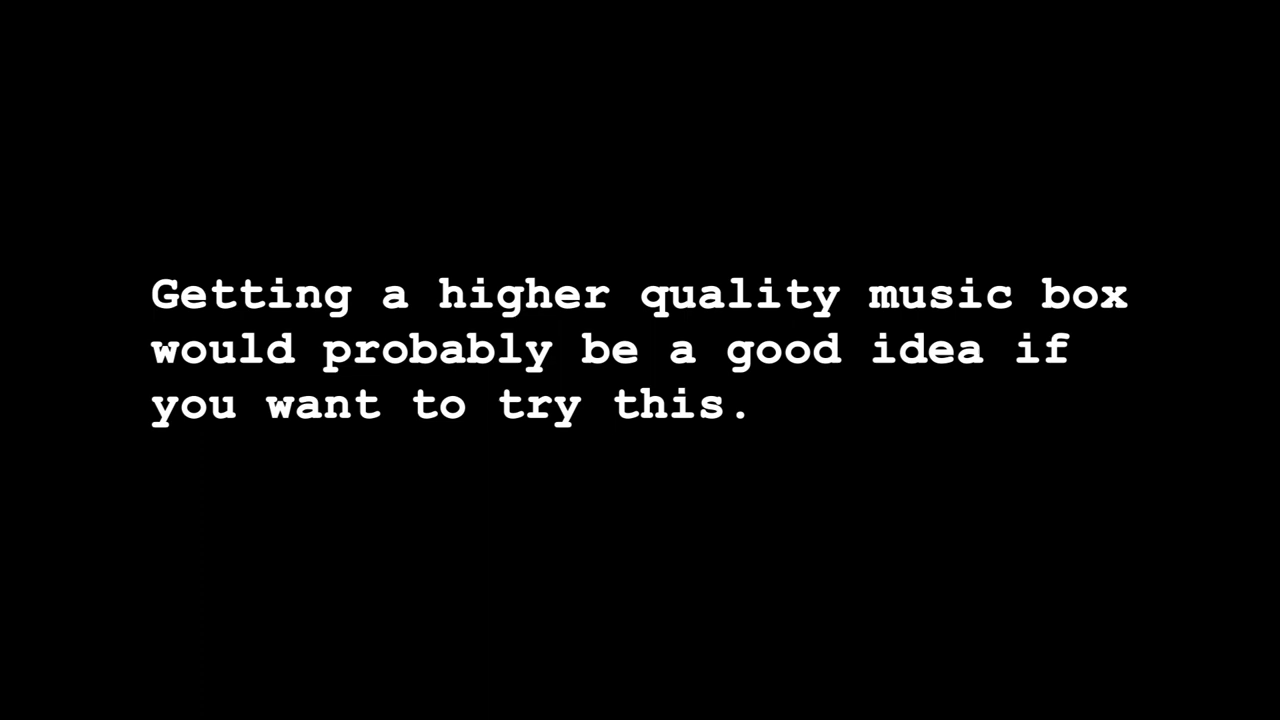 Getting a higher quality music box
would probably be a good idea if
you want to try this.